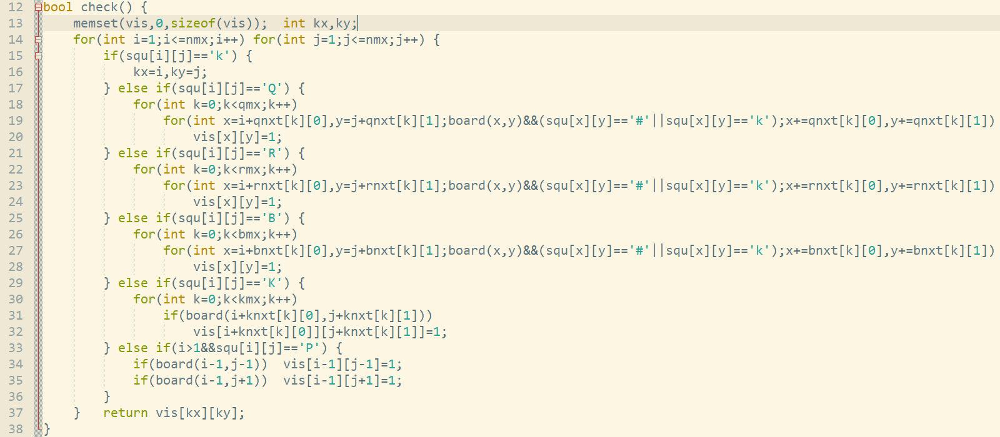 12 bool check() {
13     memset(vis,0,sizeof(vis));  int kx,ky;
14     for(int i=1;i<=nmx;i++) for(int j=1;j<=nmx;j++) {
15         if(squ[i][j]=='k') {
16             kx=i,ky=j;
17         } else if(squ[i][j]=='Q') {
18             for(int k=0;k<qmx;k++)
19                 for(int x=i+qnxt[k][0],y=j+qnxt[k][1];board(x,y)&&(squ[x][y]=='#'||squ[x][y]=='k');x+=qnxt[k][0],y+=qnxt[k][1])
20                     vis[x][y]=1;
21         } else if(squ[i][j]=='R') {
22             for(int k=0;k<rmx;k++)
23                 for(int x=i+rnxt[k][0],y=j+rnxt[k][1];board(x,y)&&(squ[x][y]=='#'||squ[x][y]=='k');x+=rnxt[k][0],y+=rnxt[k][1])
24                     vis[x][y]=1;
25         } else if(squ[i][j]=='B') {
26             for(int k=0;k<bmx;k++)
27                 for(int x=i+bnxt[k][0],y=j+bnxt[k][1];board(x,y)&&(squ[x][y]=='#'||squ[x][y]=='k');x+=bnxt[k][0],y+=bnxt[k][1])
28                     vis[x][y]=1;
29         } else if(squ[i][j]=='K') {
30             for(int k=0;k<kmx;k++)
31                 if(board(i+knxt[k][0],j+knxt[k][1]))
32                     vis[i+knxt[k][0]][j+knxt[k][1]]=1;
33         } else if(i>1&&squ[i][j]=='P') {
34             if(board(i-1,j-1))  vis[i-1][j-1]=1;
35             if(board(i-1,j+1))  vis[i-1][j+1]=1;
36         }
37     }   return vis[kx][ky];
38 }